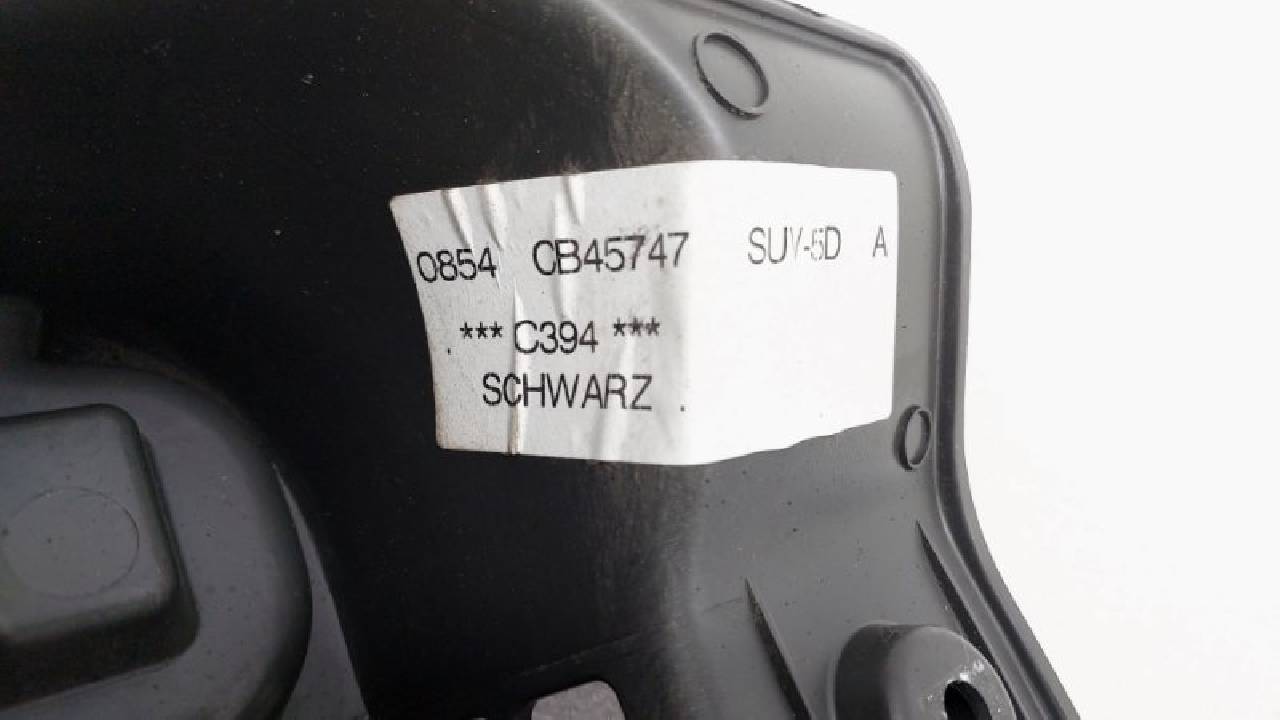 0854 CB45747 SUV-5D A
. *** C394 ***
SCHWARZ .